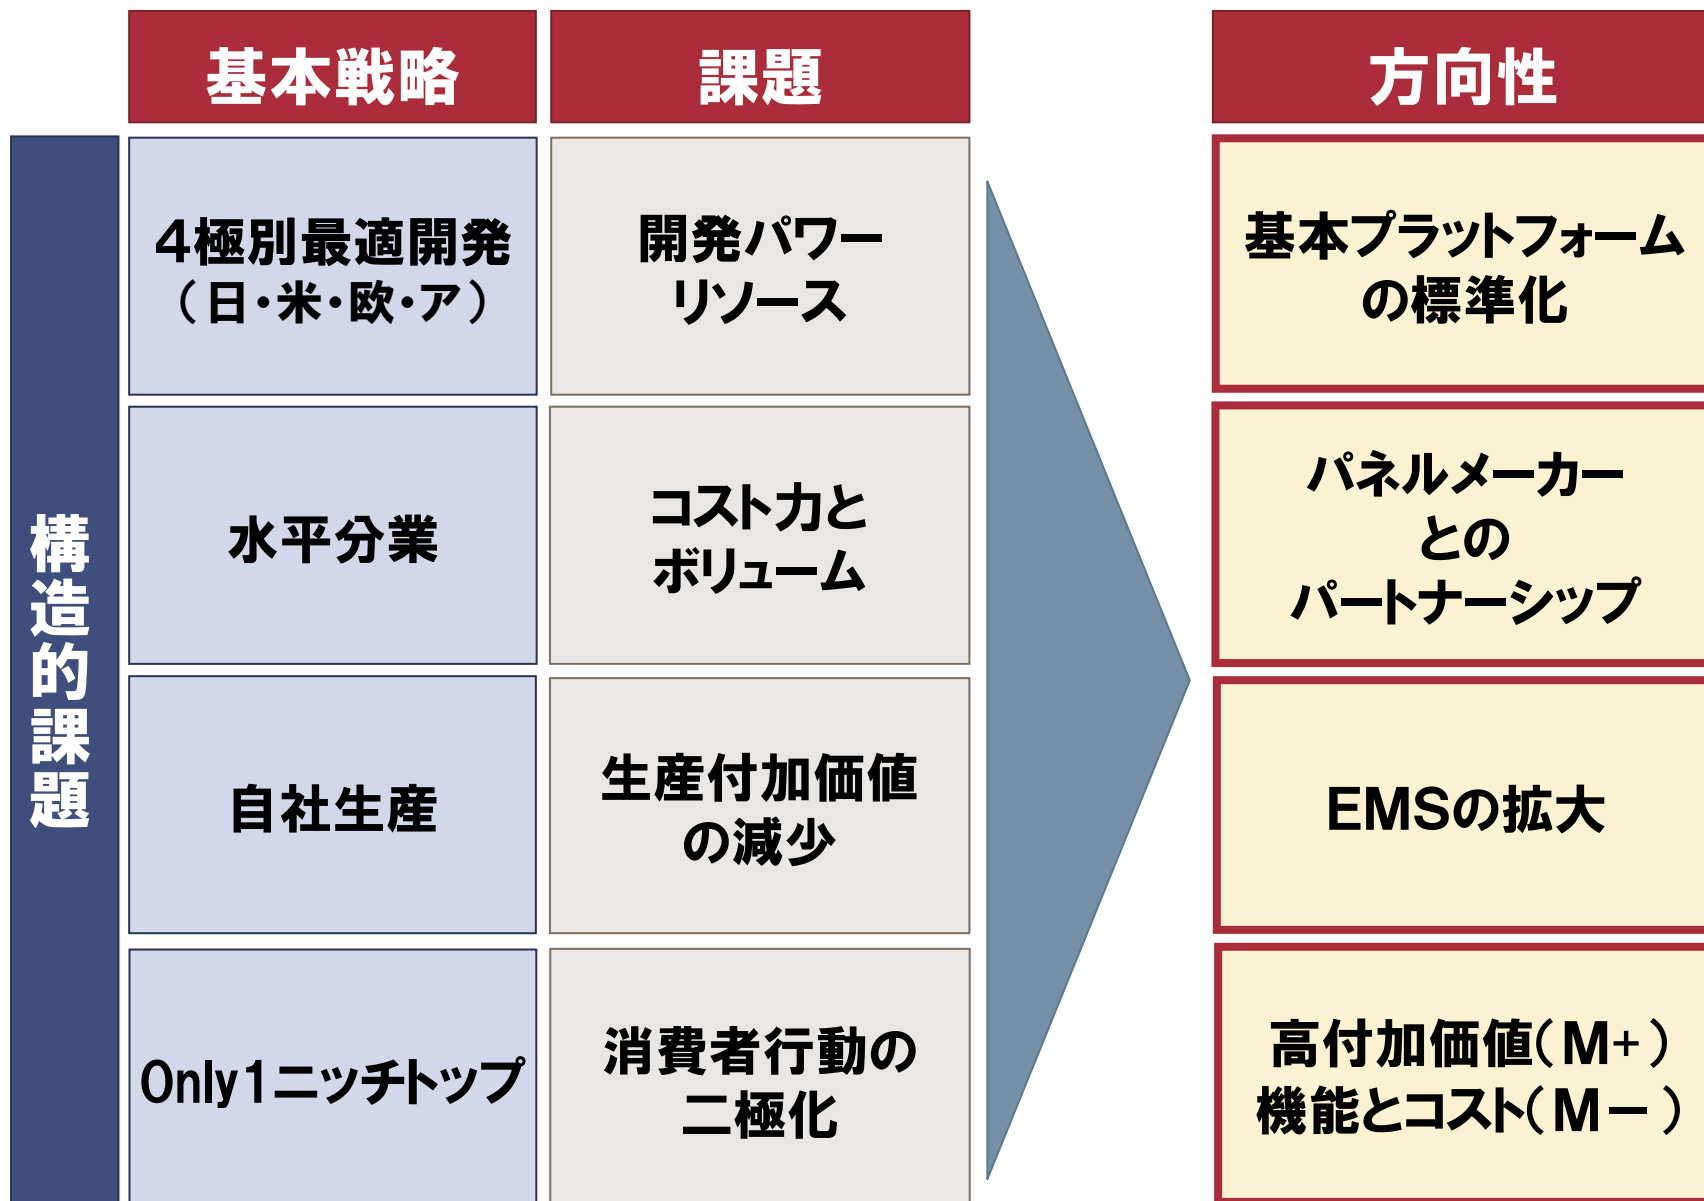 基本戦略
課題
方向性
構造的課題
4極別最適開発
（日・米・欧・ア）
開発パワー
リソース
基本プラットフォーム
の標準化
水平分業
コスト力と
ボリューム
パネルメーカー
との
パートナーシップ
自社生産
生産付加価値
の減少
EMSの拡大
Only1ニッチトップ
消費者行動の
二極化
高付加価値（M+）
機能とコスト（M－）